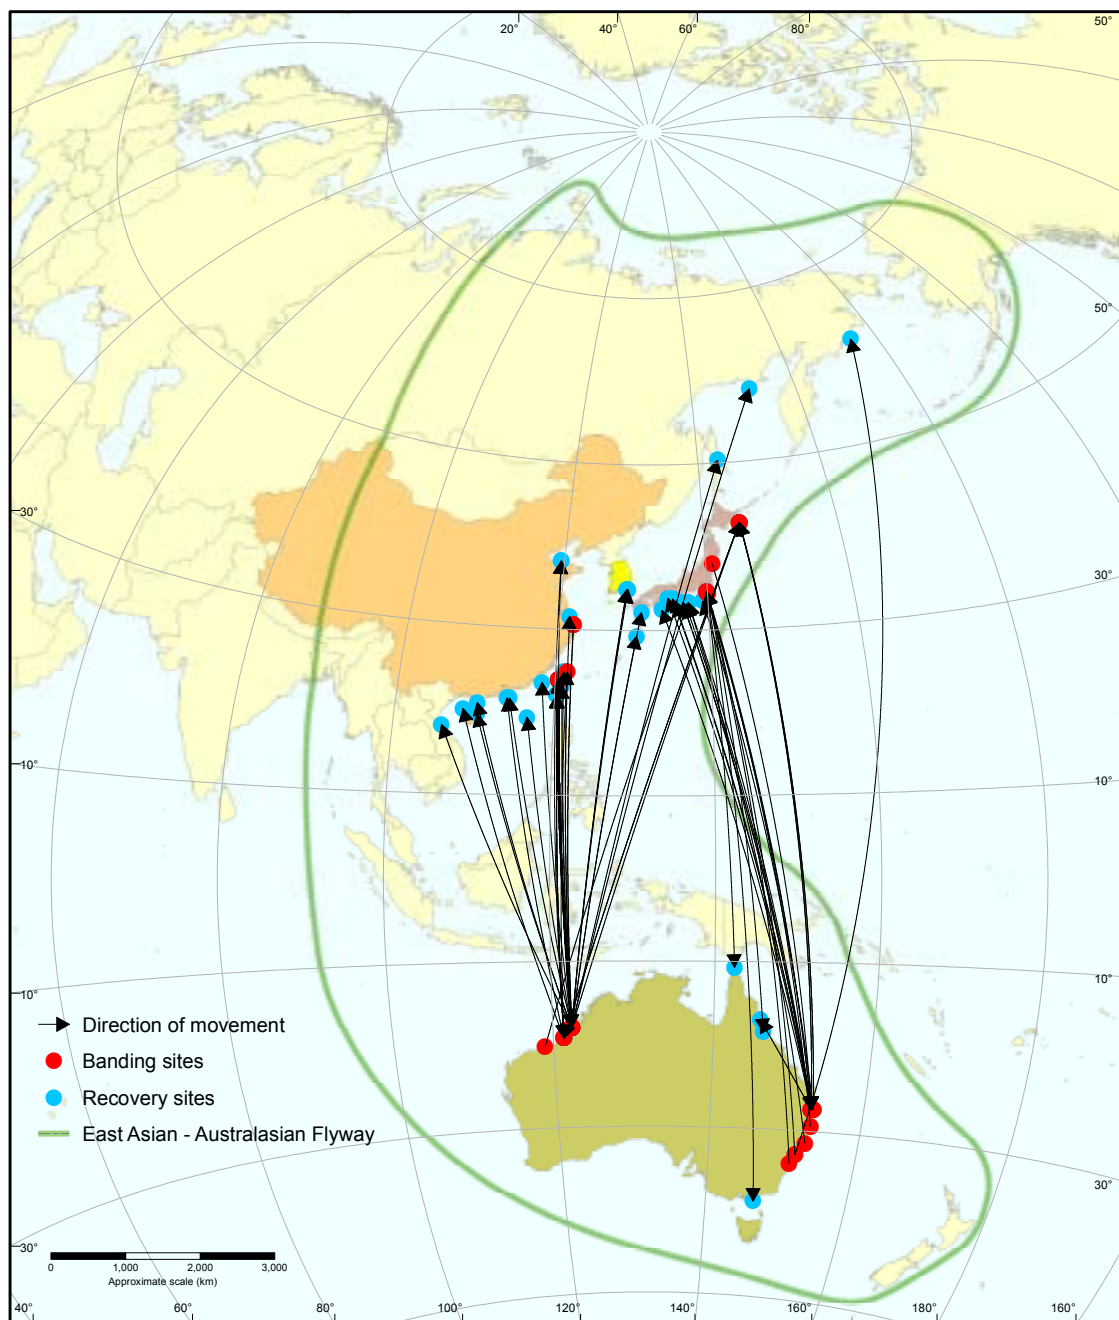 20° 40° 60° 80° 50°
50°
30°
30°
10°
10°
10°
10°
Direction of movement
Banding sites
Recovery sites
East Asian - Australasian Flyway
30°
30°
0 1,000 2,000 3,000
Approximate scale (km)
40° 60° 80° 100° 120° 140° 160° 180° 160°